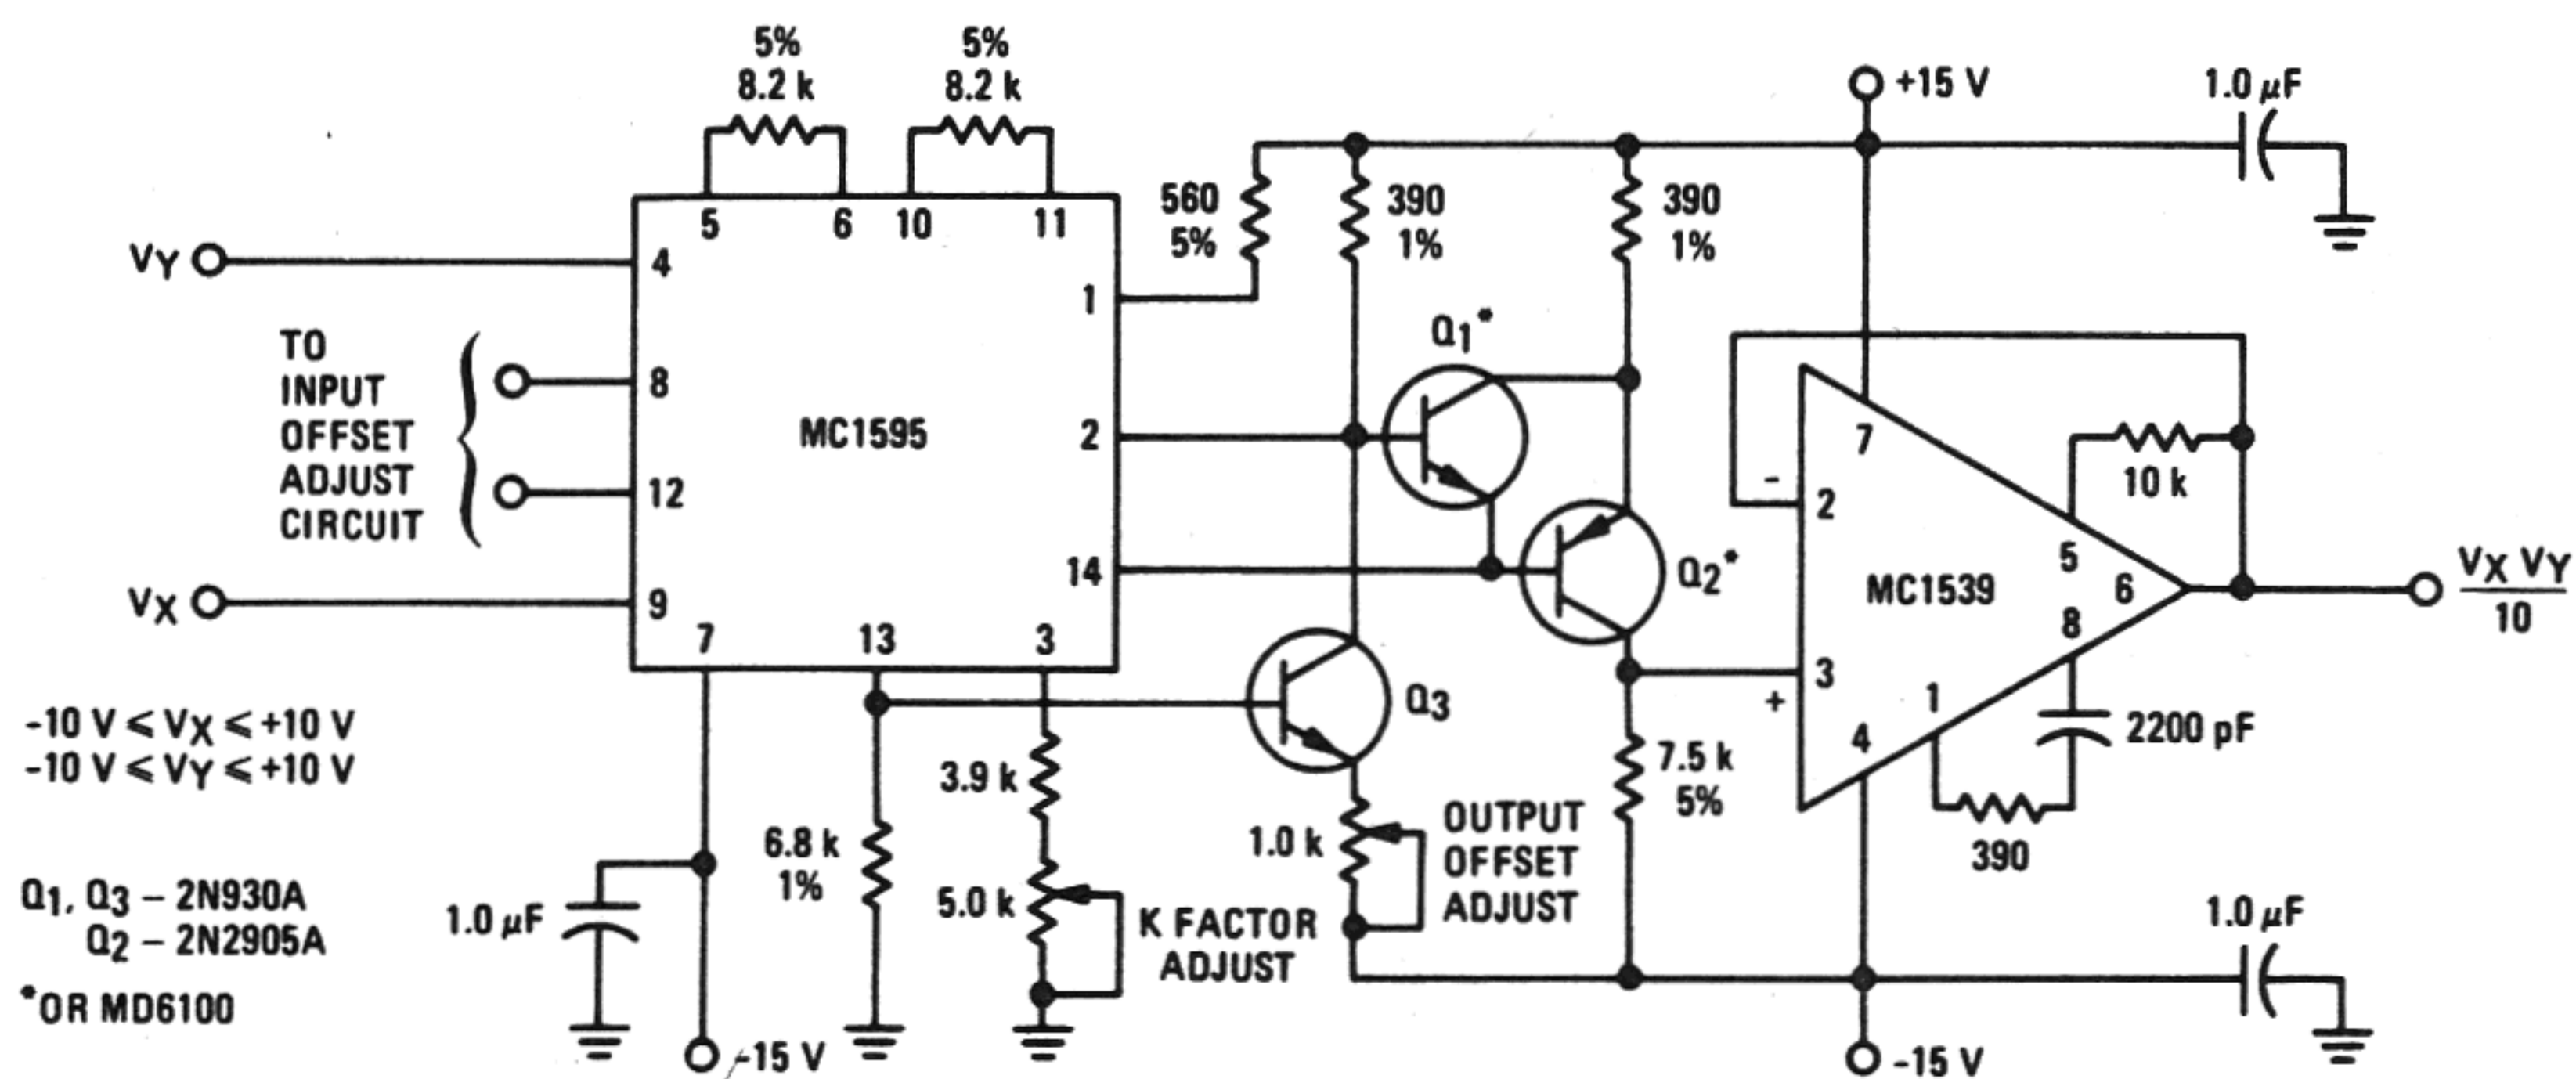 5%
8.2 k
5%
8.2 k
+15 V
1.0 μF
560
5%
390
1%
390
1%
5
6
10
11
VY
4
1
Q1*
TO
INPUT
OFFSET
ADJUST
CIRCUIT
8
12
MC1595
2
14
VX
9
7
13
3
Q2*
7
-
2
10 k
5
MC1539
6
8
VX VY
10
3
+
1
4
2200 pF
390
-10 V ≤ VX ≤ +10 V
-10 V ≤ VY ≤ +10 V
Q3
3.9 k
7.5 k
5%
6.8 k
1%
1.0 k
OUTPUT
OFFSET
ADJUST
Q1, Q3 – 2N930A
Q2 – 2N2905A
*OR MD6100
1.0 μF
5.0 k
K FACTOR
ADJUST
1.0 μF
-15 V
-15 V